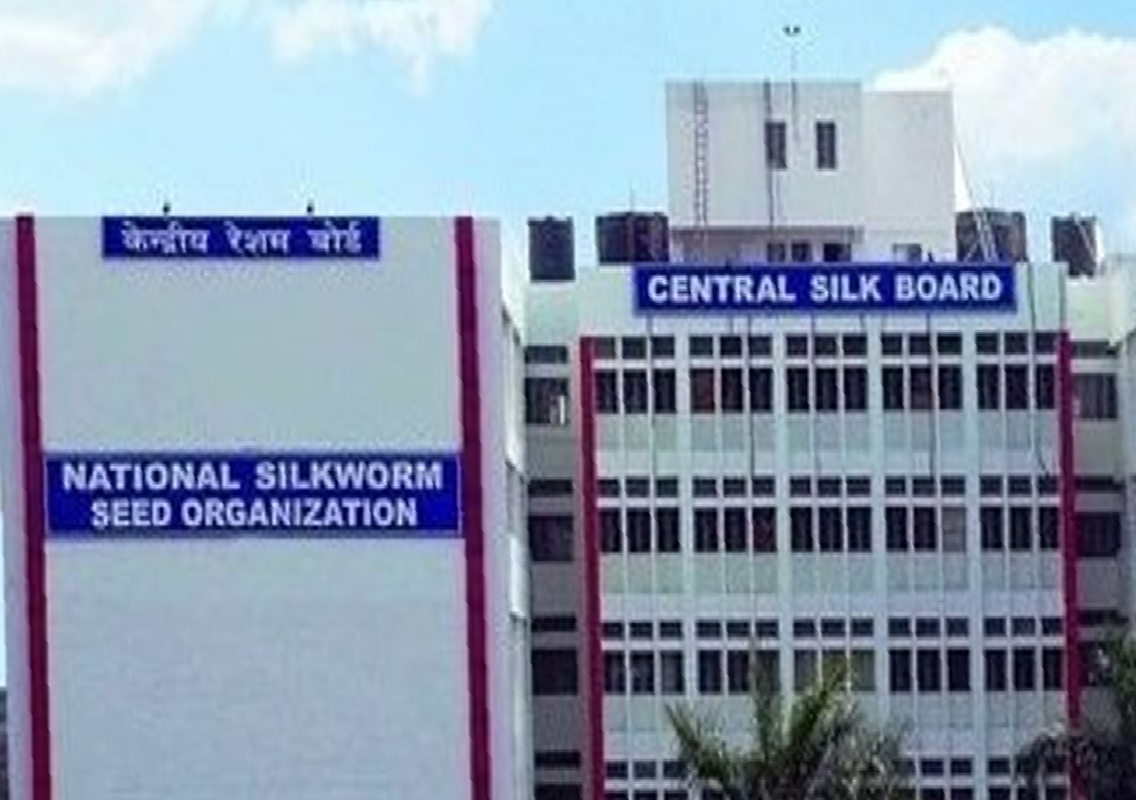 केन्द्रीय रेशम बोर्ड
CENTRAL SILK BOARD
NATIONAL SILKWORM
SEED ORGANIZATION